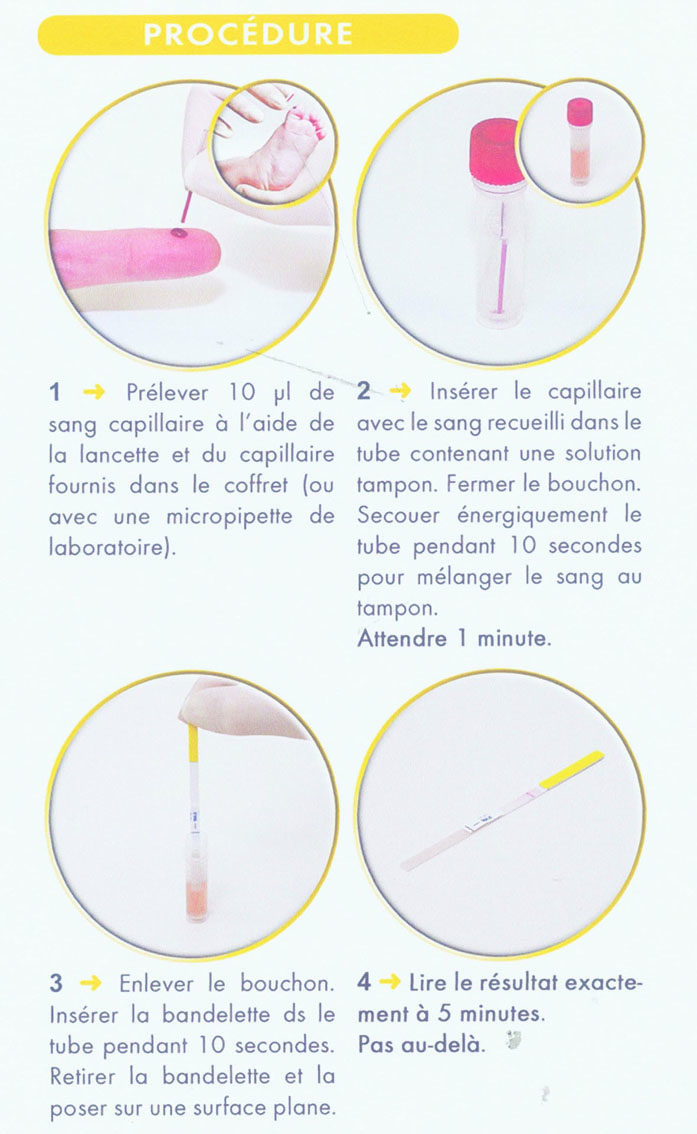 PROCÉDURE
1 → Prélever 10 µl de
sang capillaire à l'aide de
la lancette et du capillaire
fournis dans le coffret (ou
avec une micropipette de
laboratoire).
2 → Insérer le capillaire
avec le sang recueilli dans le
tube contenant une solution
tampon. Fermer le bouchon.
Secouer énergiquement le
tube pendant 10 secondes
pour mélanger le sang au
tampon.
Attendre 1 minute.
3 → Enlever le bouchon.
Insérer la bandelette ds le
tube pendant 10 secondes.
Retirer la bandelette et la
poser sur une surface plane.
4 → Lire le résultat exacte-
ment à 5 minutes.
Pas au-delà.